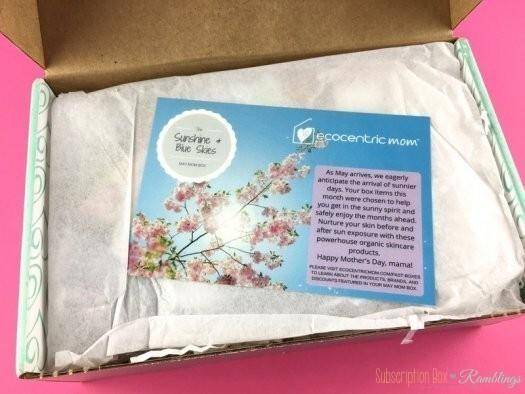 The
Sunshine &
Blue Skies
MAY MOM BOX
ecocentric mom™
As May arrives, we eagerly
anticipate the arrival of sunnier
days. Your box items this
month were chosen to help
you get in the sunny spirit and
safely enjoy the months ahead.
Nurture your skin before and
after sun exposure with these
powerhouse organic skincare
products.
Happy Mother's Day, mama!
PLEASE VISIT ECOCENTRICMOM.COM/PAST-BOXES
TO LEARN ABOUT THE PRODUCTS, BRANDS, AND
DISCOUNTS FEATURED IN YOUR MAY MOM BOX.
Subscription Box Ramblings